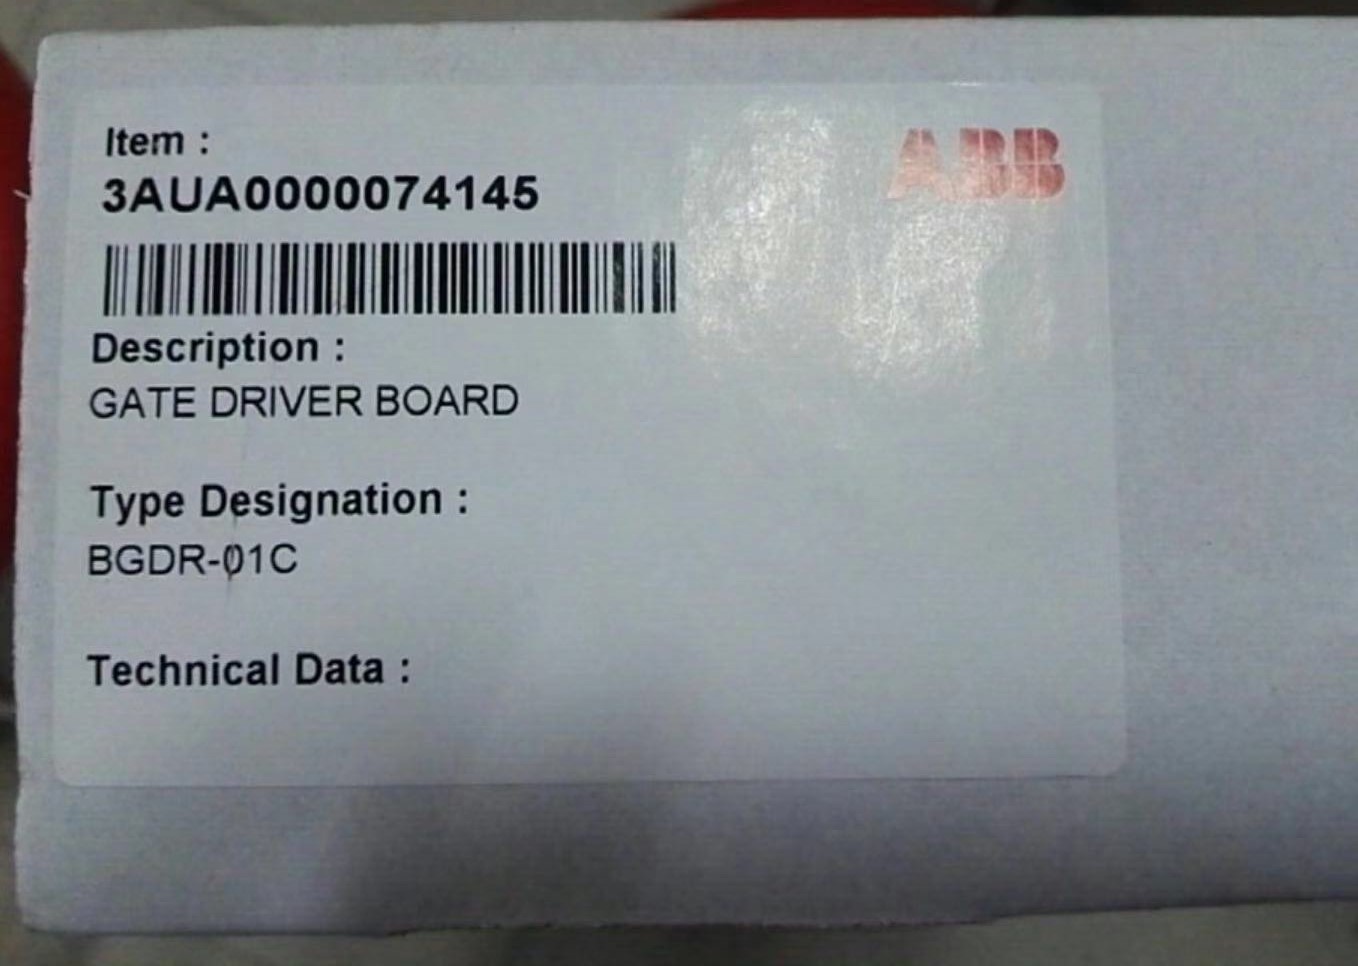 Item :
ABB
3AUA0000074145
Description :
GATE DRIVER BOARD
Type Designation :
BGDR-01C
Technical Data :